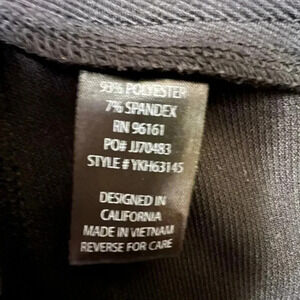 93% POLYESTER
7% SPANDEX
RN 96161
PO# JJ70483
STYLE # YKH63145
DESIGNED IN
CALIFORNIA
MADE IN VIETNAM
REVERSE FOR CARE